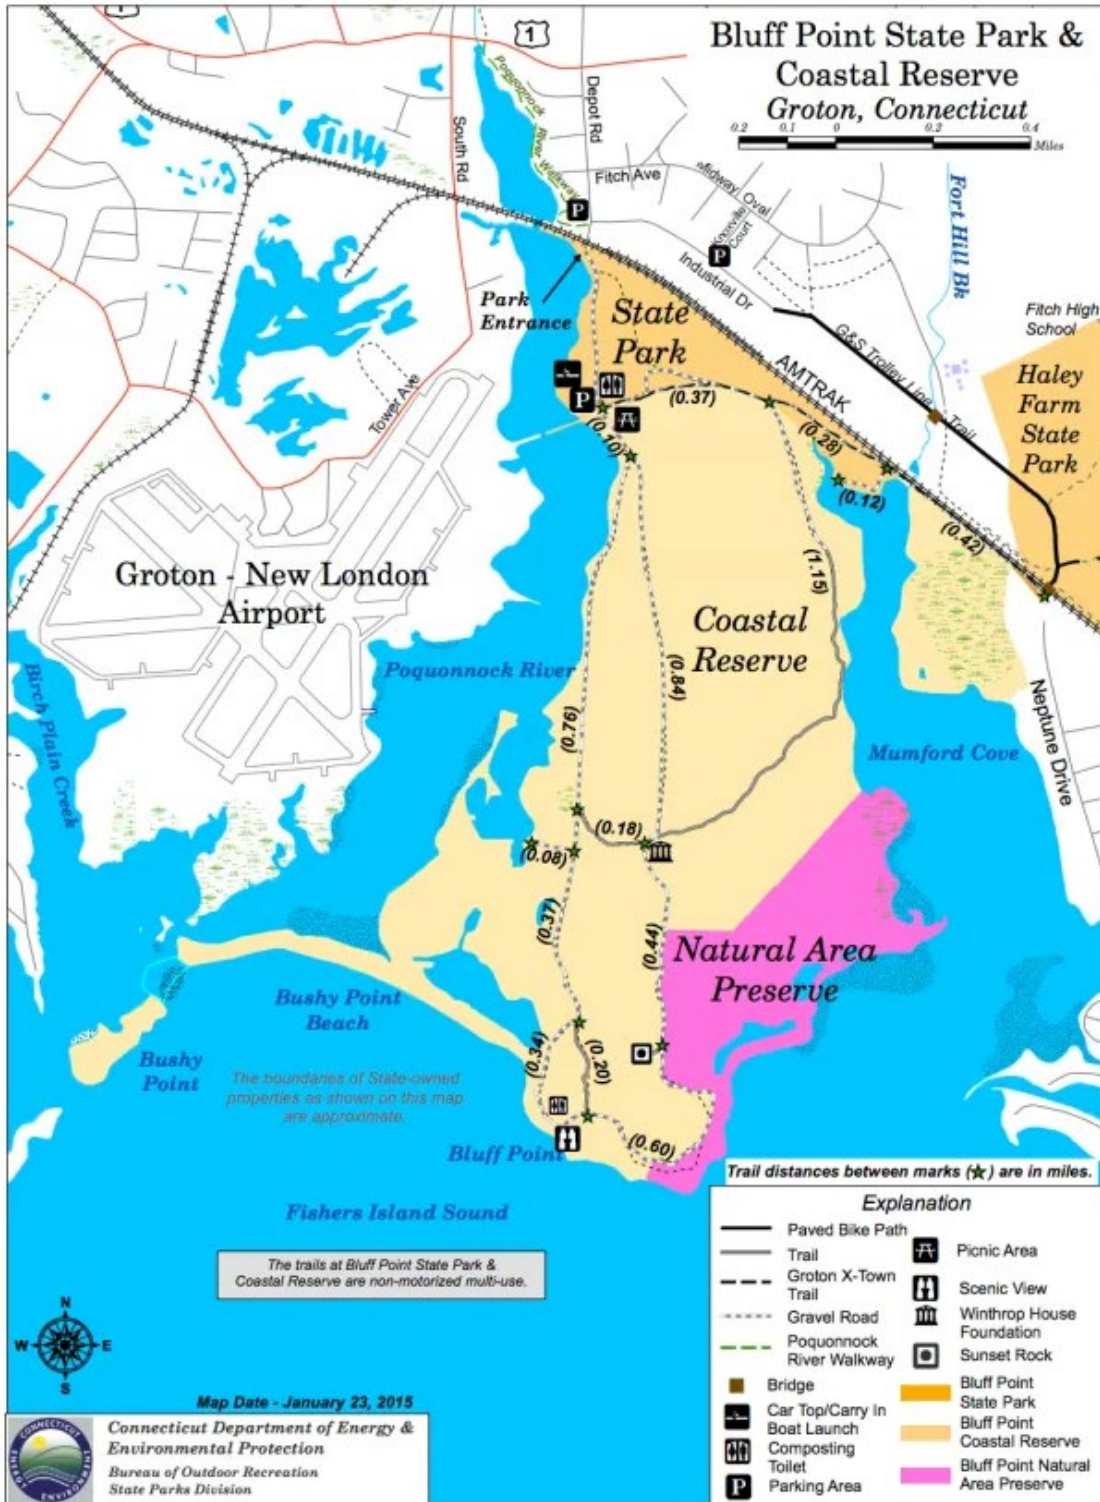 Bluff Point State Park &
Coastal Reserve
Groton, Connecticut
0.2 0.1 0 0.2 0.4
Miles
1
Poquonnock River Walkway
Depot Rd
South Rd
Fitch Ave
Midway Oval
Knoxville
Court
P
P
Industrial Dr
Fort Hill Bk
Park
Entrance
State
Park
G&S Trolley Line Trail
AMTRAK
Fitch High
School
Haley
Farm
State
Park
Tower Ave
P
(0.37)
(0.10)
(0.28)
(0.12)
(0.42)
Groton - New London
Airport
(1.15)
Coastal
Reserve
Poquonnock River
(0.84)
(0.76)
Birch Plain Creek
Neptune Drive
Mumford Cove
(0.18)
(0.08)
(0.37)
(0.44)
Natural Area
Preserve
Bushy Point
Beach
Bushy
Point
(0.34)
(0.20)
The boundaries of State-owned
properties as shown on this map
are approximate.
(0.60)
Bluff Point
Fishers Island Sound
Trail distances between marks ( ) are in miles.
The trails at Bluff Point State Park &
Coastal Reserve are non-motorized multi-use.
Explanation
Paved Bike Path
Trail
Groton X-Town
Trail
Gravel Road
Poquonnock
River Walkway
Bridge
Car Top/Carry In
Boat Launch
Composting
Toilet
P
Parking Area
Picnic Area
Scenic View
Winthrop House
Foundation
Sunset Rock
Bluff Point
State Park
Bluff Point
Coastal Reserve
Bluff Point Natural
Area Preserve
N
W E
S
Map Date - January 23, 2015
CONNECTICUT
ENERGY ENVIRONMENT
Connecticut Department of Energy &
Environmental Protection
Bureau of Outdoor Recreation
State Parks Division